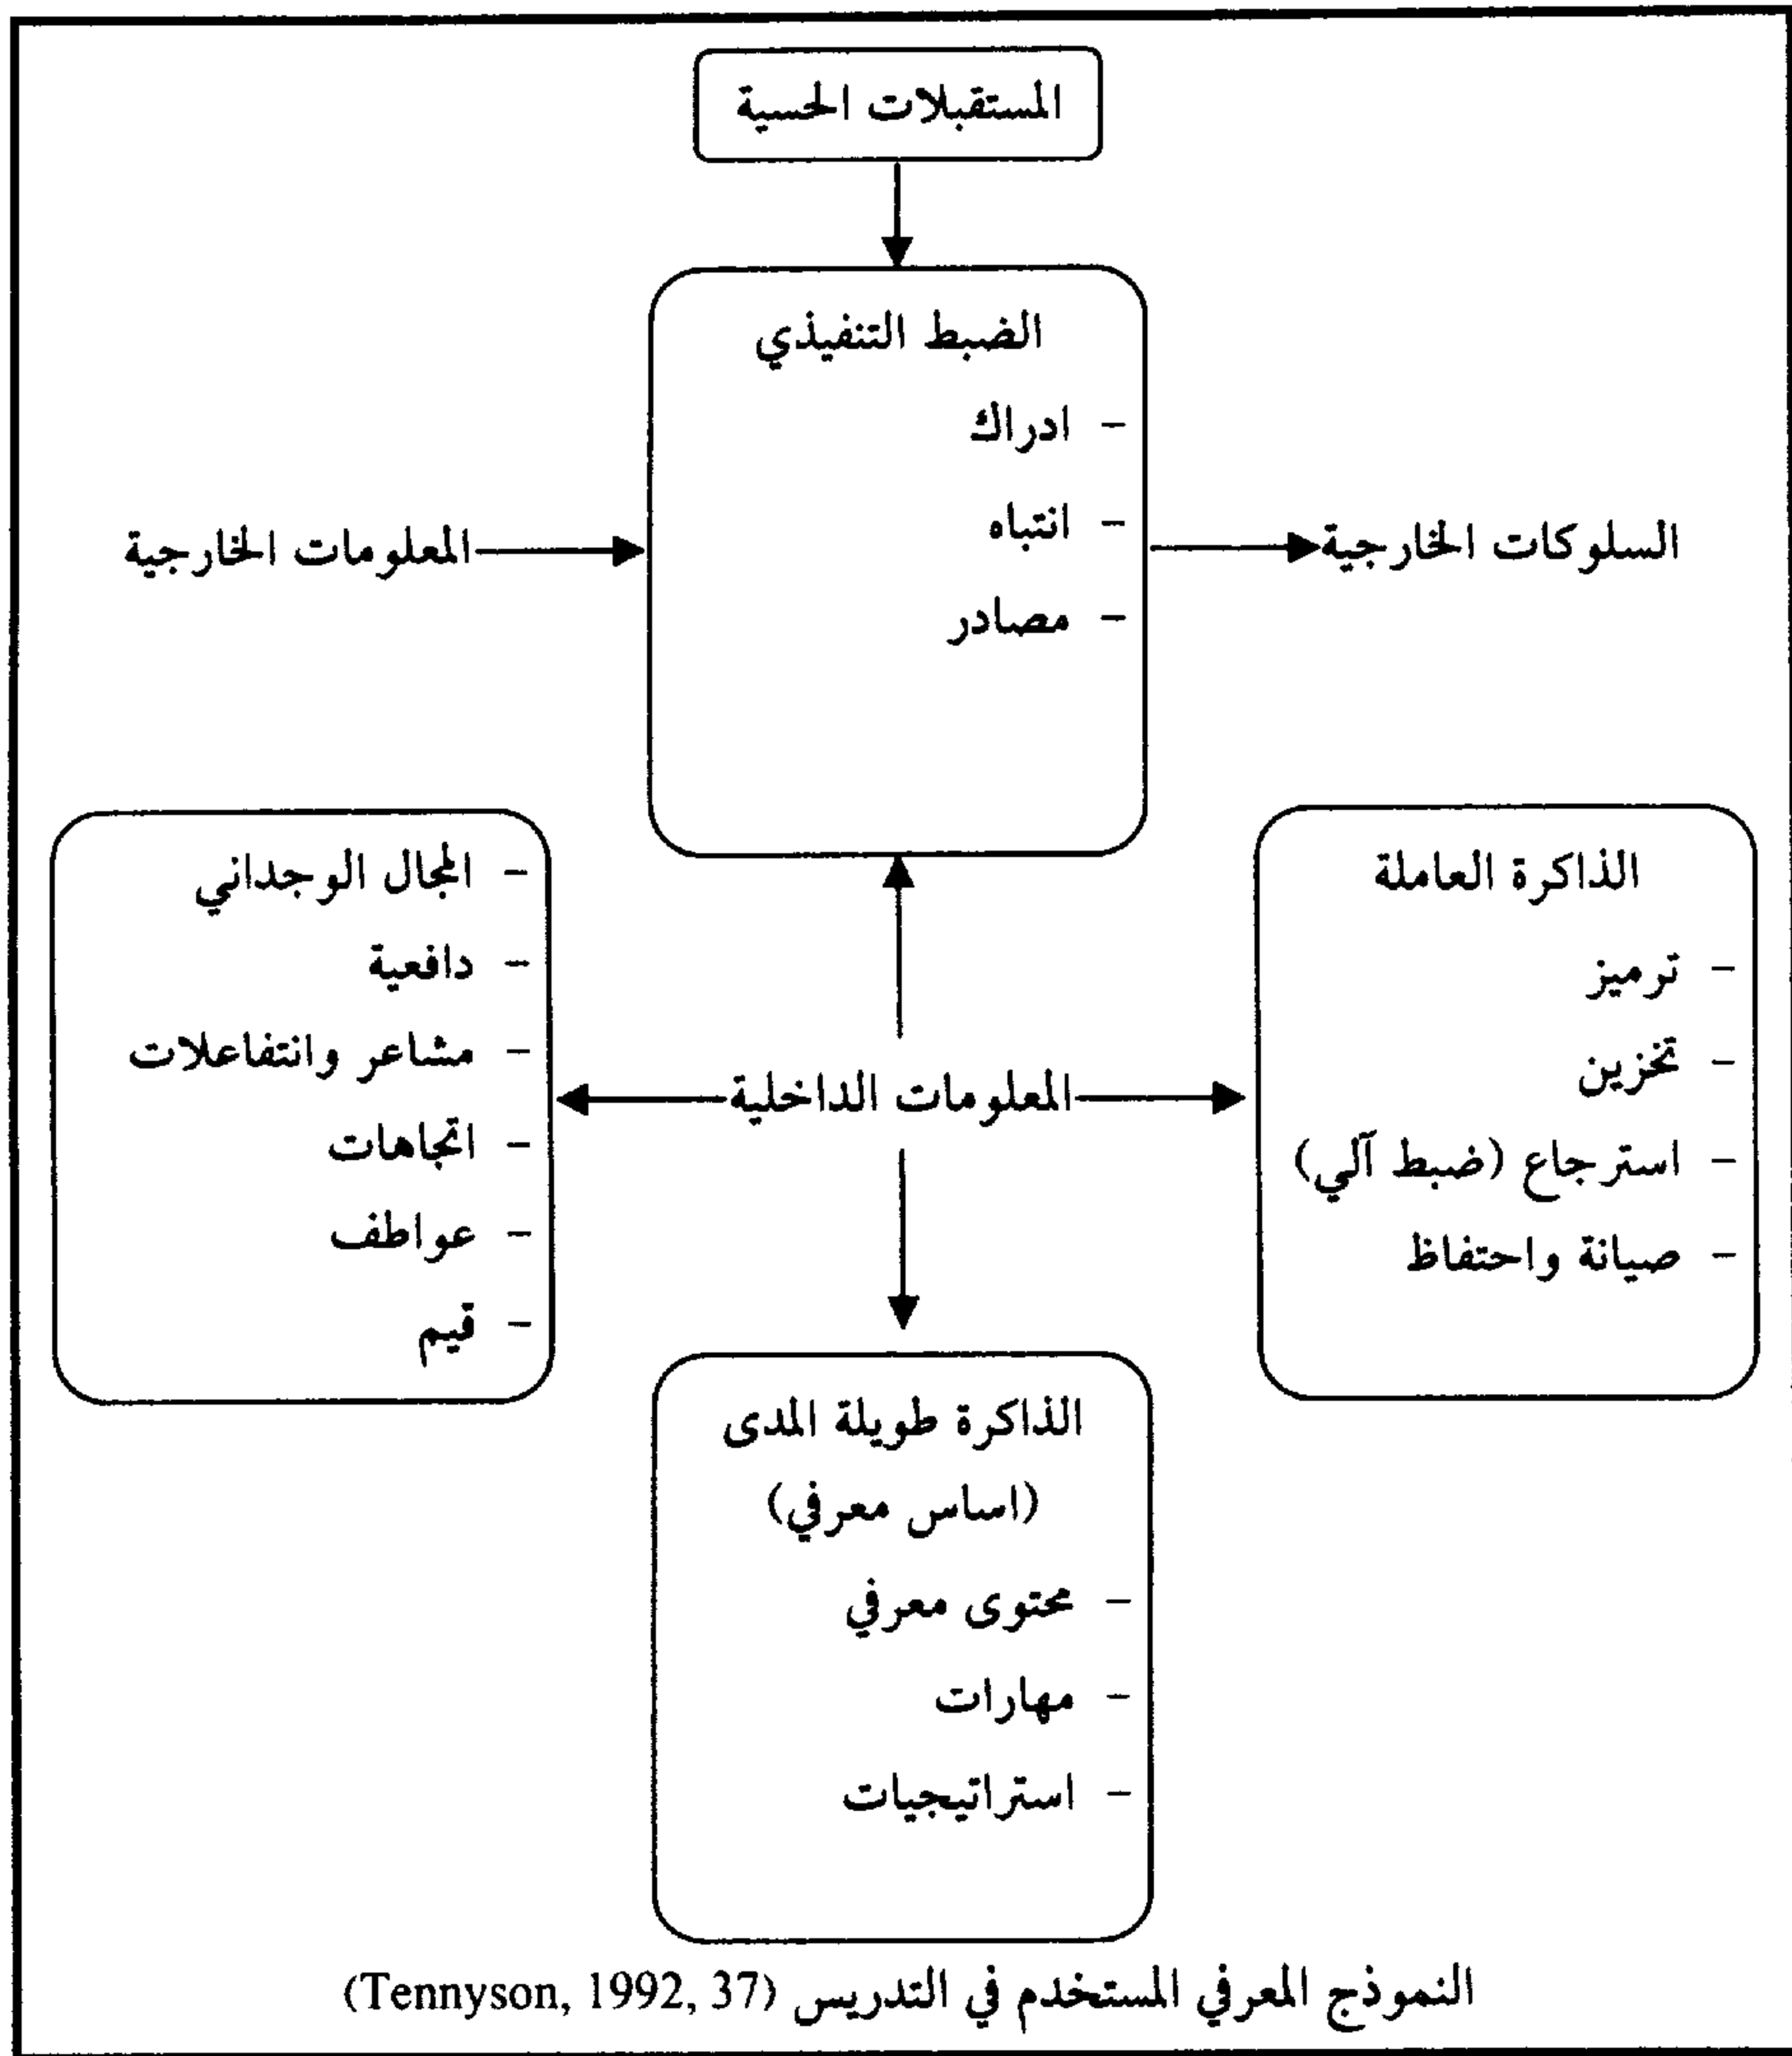 المستقبلات الحسية
الضبط التنفيذي
- ادراك
- انتباه
- مصادر
السلوكات الخارجية
المعلومات الخارجية
الذاكرة العاملة
- ترميز
- تخزين
- استرجاع (ضبط آلي)
- صيانة واحتفاظ
المعلومات الداخلية
- المجال الوجداني
- دافعية
- مشاعر وانتفاعلات
- اتجاهات
- عواطف
- قيم
الذاكرة طويلة المدى
(اساس معرفي)
- محتوى معرفي
- مهارات
- استراتيجيات
النموذج المعرفي المستخدم في التدريس (Tennyson, 1992, 37)